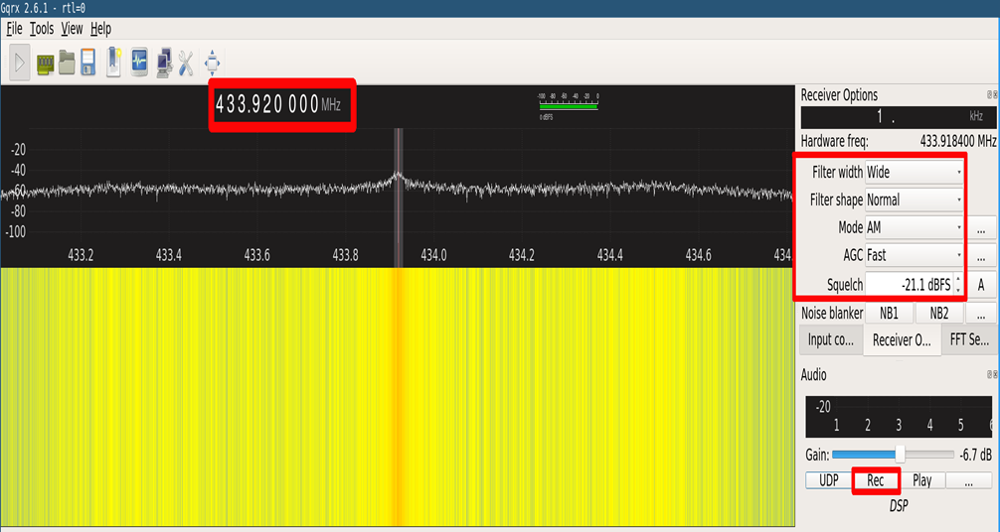 Gqrx 2.6.1 - rtl=0
File Tools View Help
433.920 000 MHz
-100 -80 -60 -40 -20 0
0 dBFS
-20
-40
-60
-80
-100
433.2 433.4 433.6 433.8 434.0 434.2 434.4 434.6 434.
Receiver Options
1 . kHz
Hardware freq: 433.918400 MHz
Filter width Wide
Filter shape Normal
Mode AM ...
AGC Fast ...
Squelch -21.1 dBFS A
Noise blanker NB1 NB2 ...
Input co... Receiver O... FFT Se...
Audio
-20
1 2 3 4 5 6
Gain: -6.7 dB
UDP Rec Play ...
DSP